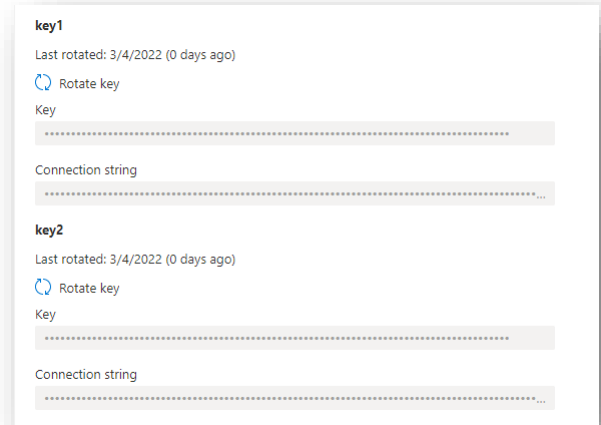 key1
Last rotated: 3/4/2022 (0 days ago)
Rotate key
Key
Connection string
...
key2
Last rotated: 3/4/2022 (0 days ago)
Rotate key
Key
Connection string
...